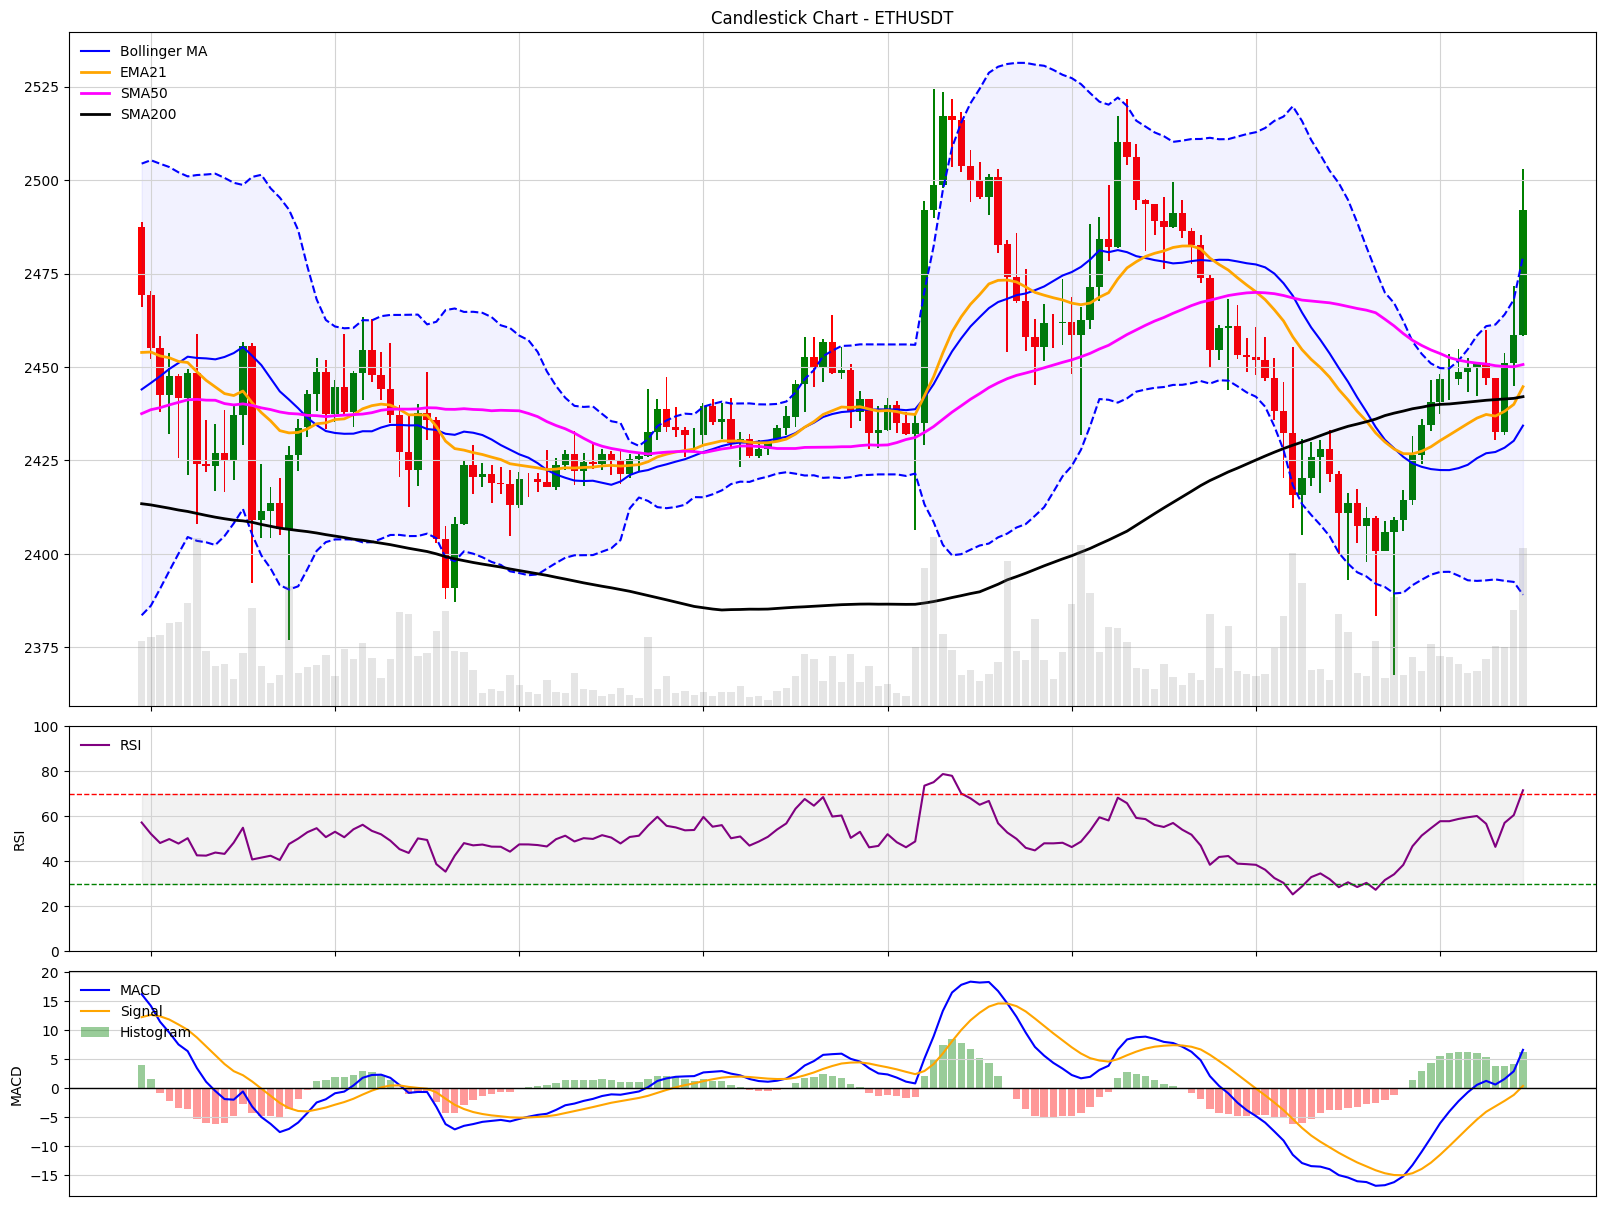 Candlestick Chart - ETHUSDT
Bollinger MA
EMA21
SMA50
SMA200
2525
2500
2475
2450
2425
2400
2375
RSI
100
80
60
40
20
0
RSI
MACD
Signal
Histogram
20
15
10
5
0
−5
−10
−15
MACD